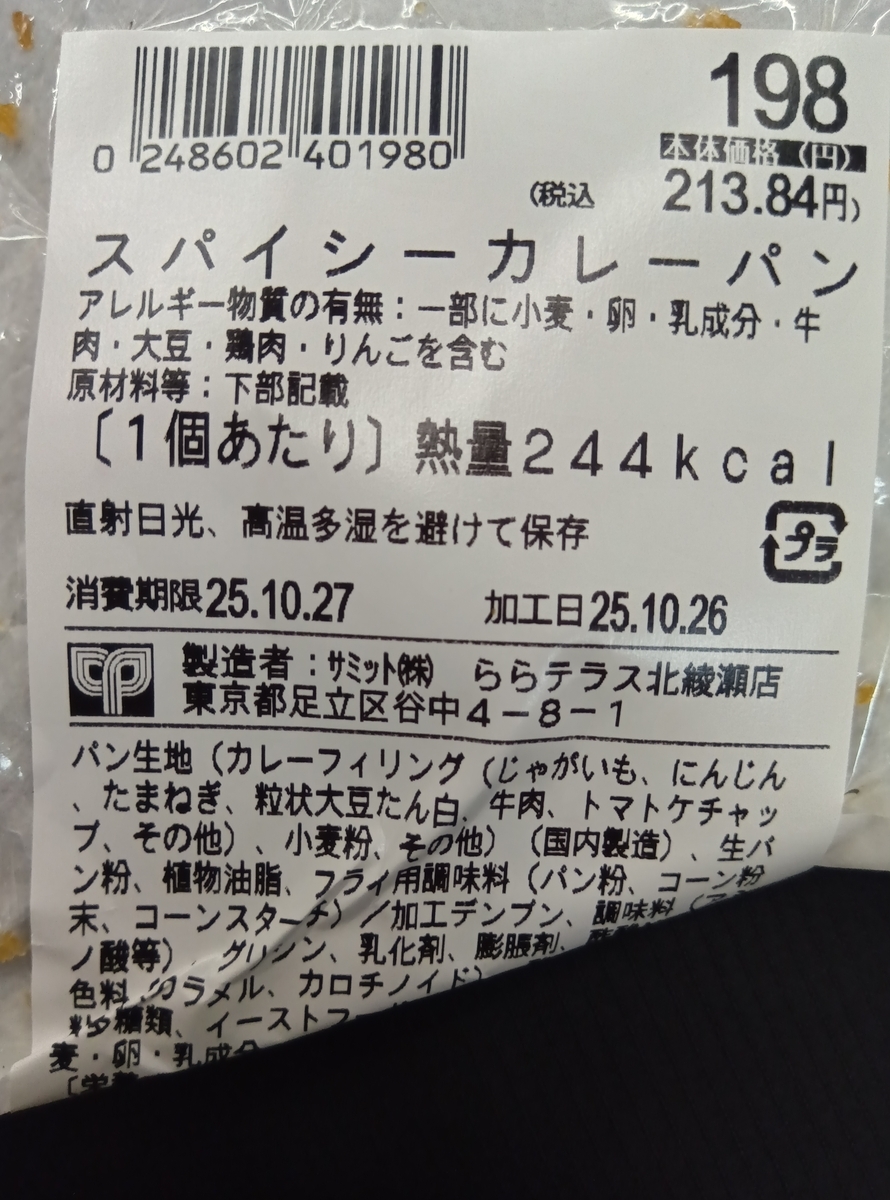 198
本体価格（円）
0 248602 401980
（税込 213.84円）
スパイシーカレーパン
アレルギー物質の有無：一部に小麦・卵・乳成分・牛
肉・大豆・鶏肉・りんごを含む
原材料等：下部記載
〔1個あたり〕熱量244kcal
直射日光、高温多湿を避けて保存
プラ
消費期限25.10.27 加工日25.10.26
製造者：サミット㈱ ららテラス北綾瀬店
東京都足立区谷中4－8－1
パン生地（カレーフィリング（じゃがいも、にんじん
、たまねぎ、粒状大豆たん白、牛肉、トマトケチャッ
プ、その他）、小麦粉、その他）（国内製造）、生パ
ン粉、植物油脂、フライ用調味料（パン粉、コーン粉
末、コーンスターチ）／加工デンプン、調味料（
ノ酸等）、グリシン、乳化剤、膨脹剤、
色料（カラメル、カロチノイド）
糖類、イーストフー
麦・卵・乳成分